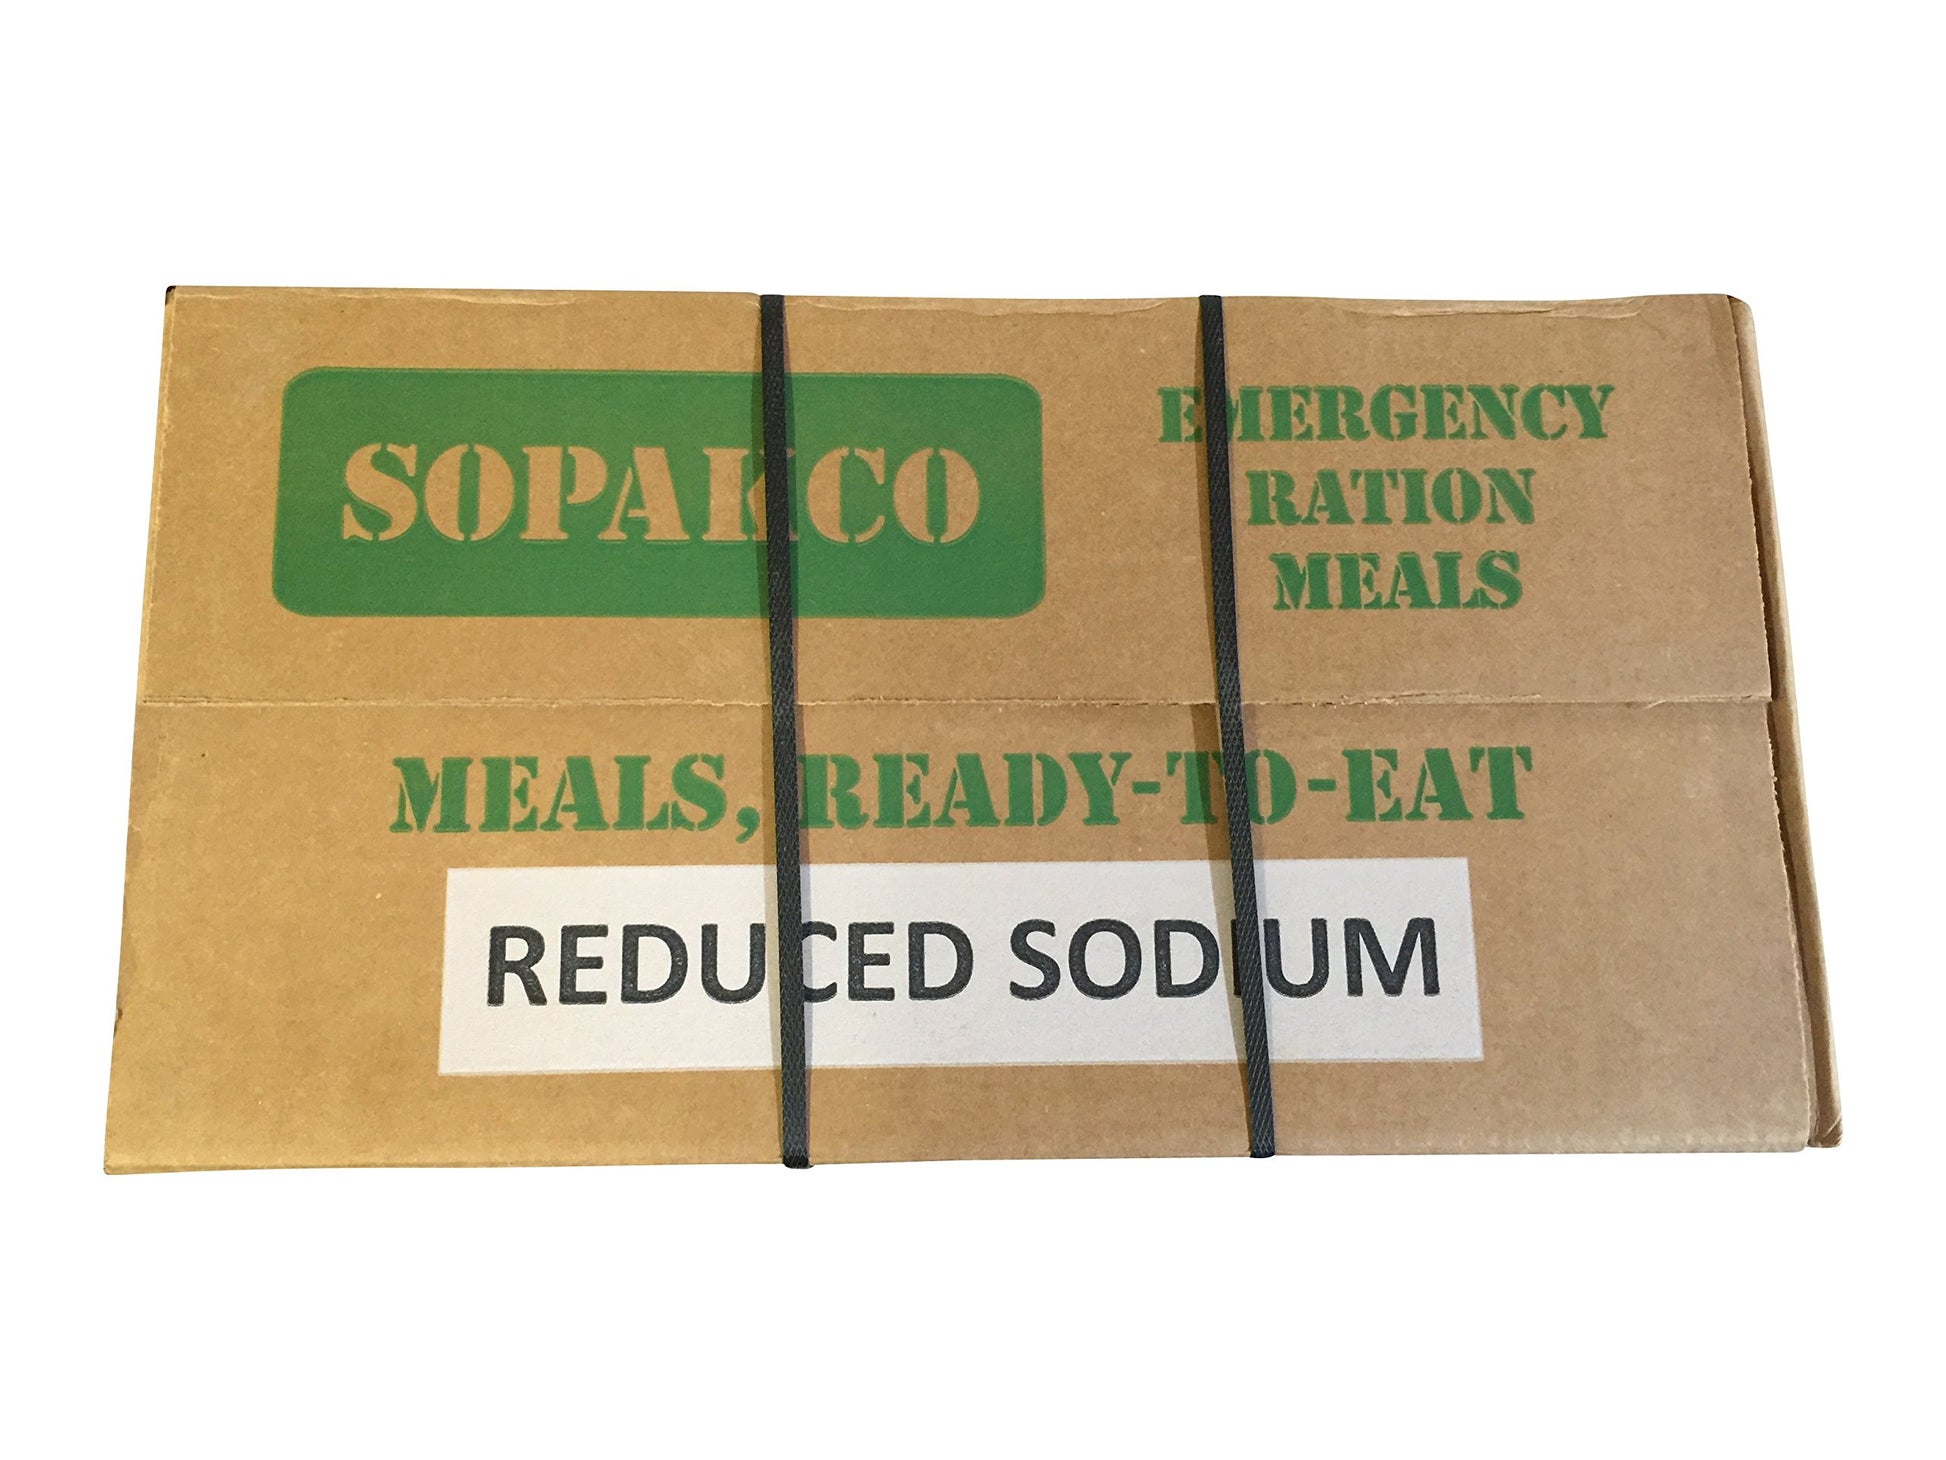 SOPAKCO
EMERGENCY
RATION
MEALS
MEALS, READY-TO-EAT
REDUCED SODIUM